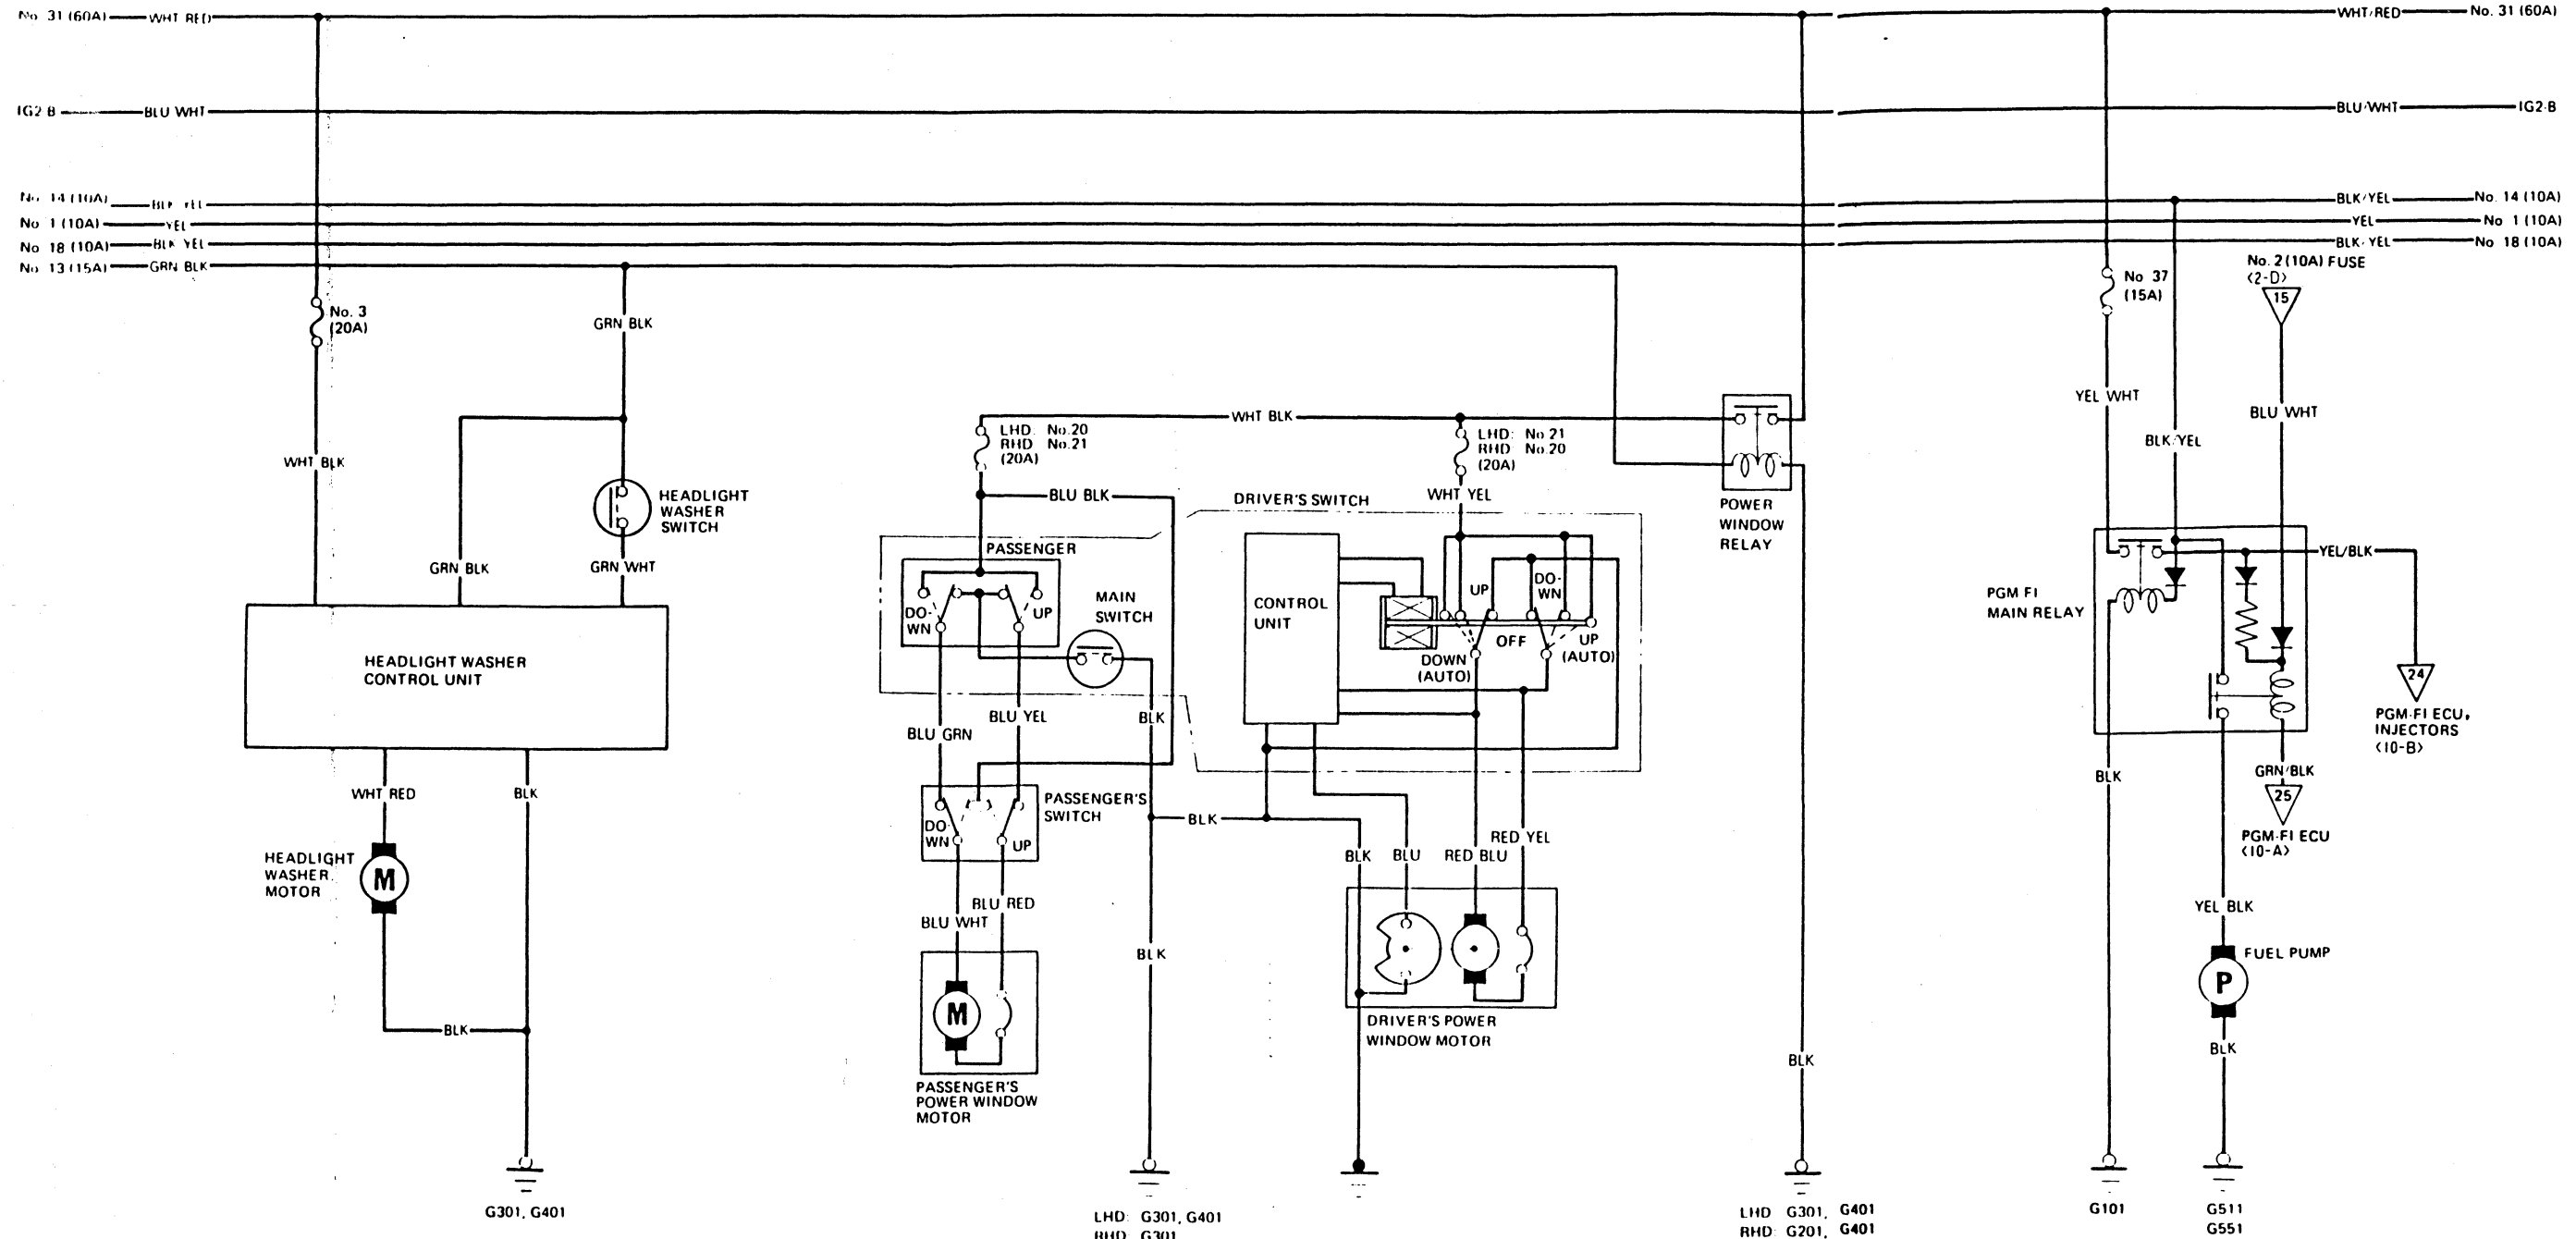 No. 31 (60A) WHT RED
WHT/RED No. 31 (60A)
IG2 B BLU WHT
BLU/WHT IG2-B
No. 14 (10A) BLK YEL
BLK/YEL No. 14 (10A)
No 1 (10A) YEL
YEL No 1 (10A)
No 18 (10A) BLK YEL
BLK/YEL No 18 (10A)
No 13 (15A) GRN BLK
No. 2 (10A) FUSE
<2-D>
15
No. 3
(20A)
GRN BLK
No 37
(15A)
YEL WHT
BLU WHT
BLK/YEL
WHT BLK
LHD: No.20
RHD No.21
(20A)
WHT BLK
LHD: No 21
RHD: No.20
(20A)
WHT YEL
BLU BLK
HEADLIGHT
WASHER
SWITCH
DRIVER'S SWITCH
POWER
WINDOW
RELAY
GRN BLK
GRN WHT
PASSENGER
DO-
WN
UP
MAIN
SWITCH
CONTROL
UNIT
UP
DO-
WN
OFF
DOWN
(AUTO)
UP
(AUTO)
YEL/BLK
PGM FI
MAIN RELAY
24
PGM-FI ECU,
INJECTORS
<10-B>
HEADLIGHT WASHER
CONTROL UNIT
BLU YEL
BLU GRN
BLK
WHT RED
BLK
PASSENGER'S
SWITCH
DO
WN
UP
BLK
BLK
GRN/BLK
25
PGM-FI ECU
<10-A>
HEADLIGHT
WASHER
MOTOR
M
BLK
BLU
RED BLU
RED YEL
BLU RED
BLU WHT
BLK
YEL BLK
FUEL PUMP
P
BLK
M
PASSENGER'S
POWER WINDOW
MOTOR
DRIVER'S POWER
WINDOW MOTOR
BLK
BLK
G301, G401
LHD: G301, G401
RHD: G301
LHD G301, G401
RHD: G201, G401
G101
G511
G551